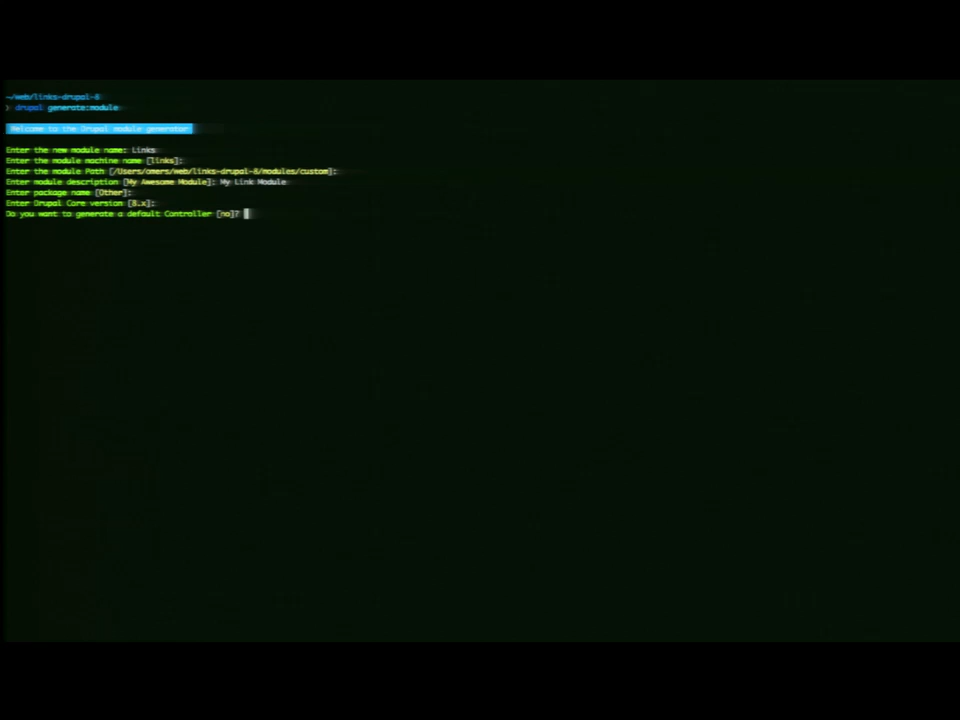 ~/web/links-drupal-8
> drupal generate:module
Welcome to the Drupal module generator
Enter the new module name: Links
Enter the module machine name [links]:
Enter the module Path [/Users/omers/web/links-drupal-8/modules/custom]:
Enter module description [My Awesome Module]: My Link Module
Enter package name [Other]:
Enter Drupal Core version [8.x]:
Do you want to generate a default Controller [no]?